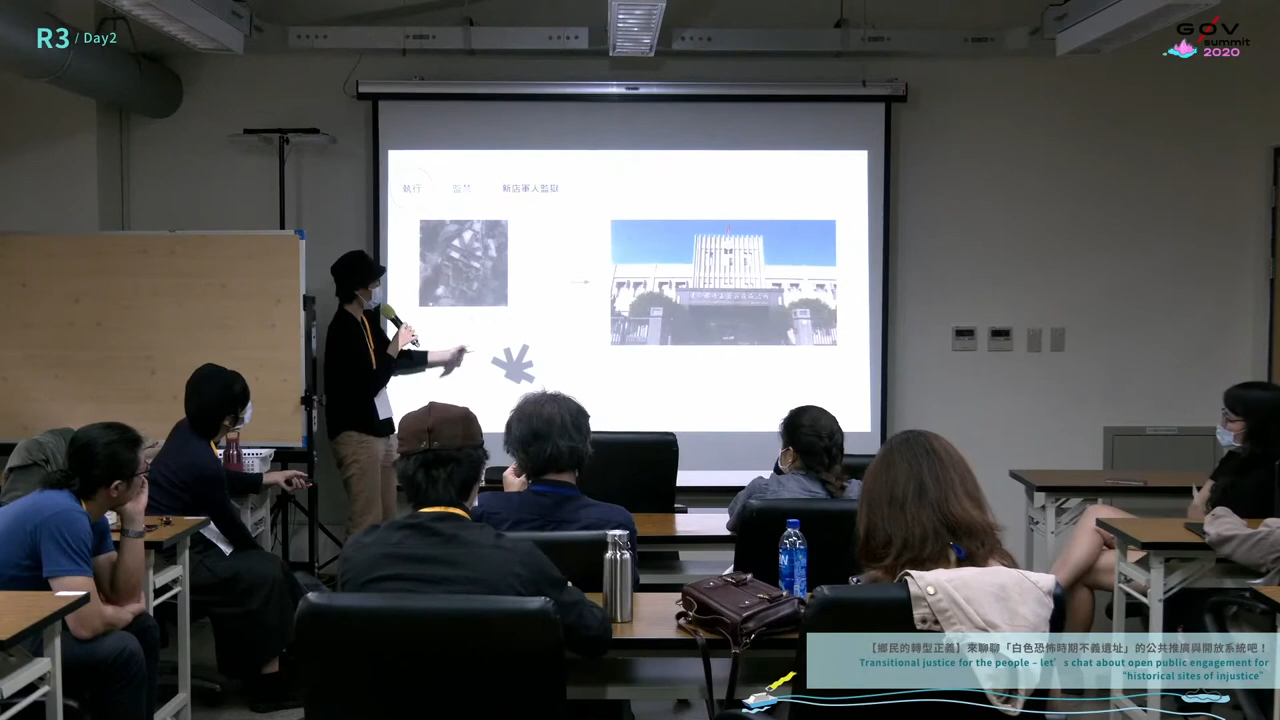 R3 / Day2
G0V
summit
2020
執行 監禁 新店軍人監獄
【鄉民的轉型正義】來聊聊「白色恐怖時期不義遺址」的公共推廣與開放系統吧！
Transitional justice for the people – let's chat about open public engagement for
"historical sites of injustice"